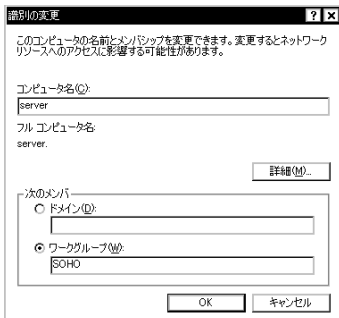 識別の変更
このコンピュータの名前とメンバシップを変更できます。変更するとネットワーク
リソースへのアクセスに影響する可能性があります。
コンピュータ名(C):
server
フル コンピュータ名:
server.
詳細(M)...
次のメンバ
ドメイン(D):
ワークグループ(W):
SOHO
OK キャンセル